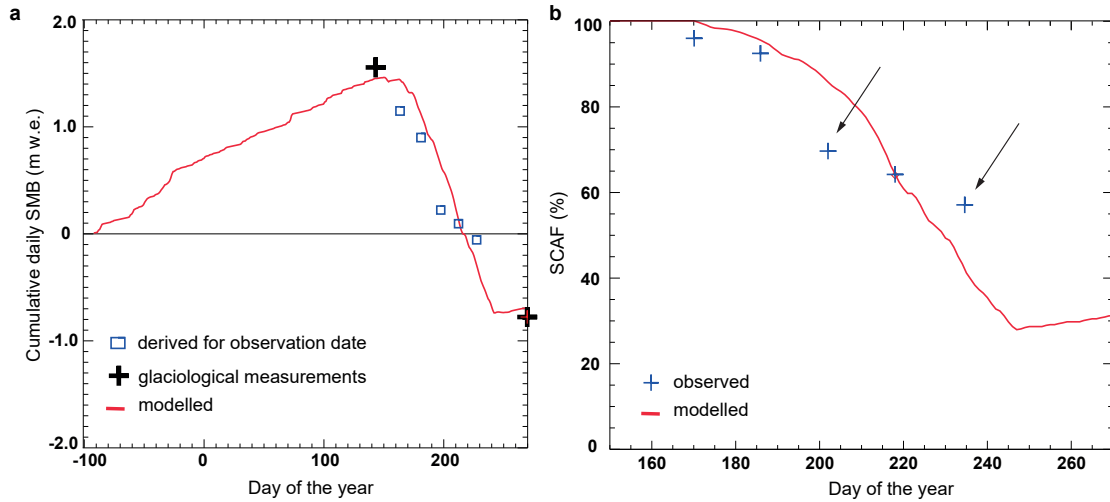 a
Cumulative daily SMB (m w.e.)
2.0
1.0
0
-1.0
-2.0
derived for observation date
glaciological measurements
modelled
-100
0
100
200
Day of the year
b
SCAF (%)
100
80
60
40
20
0
observed
modelled
160
180
200
220
240
260
Day of the year